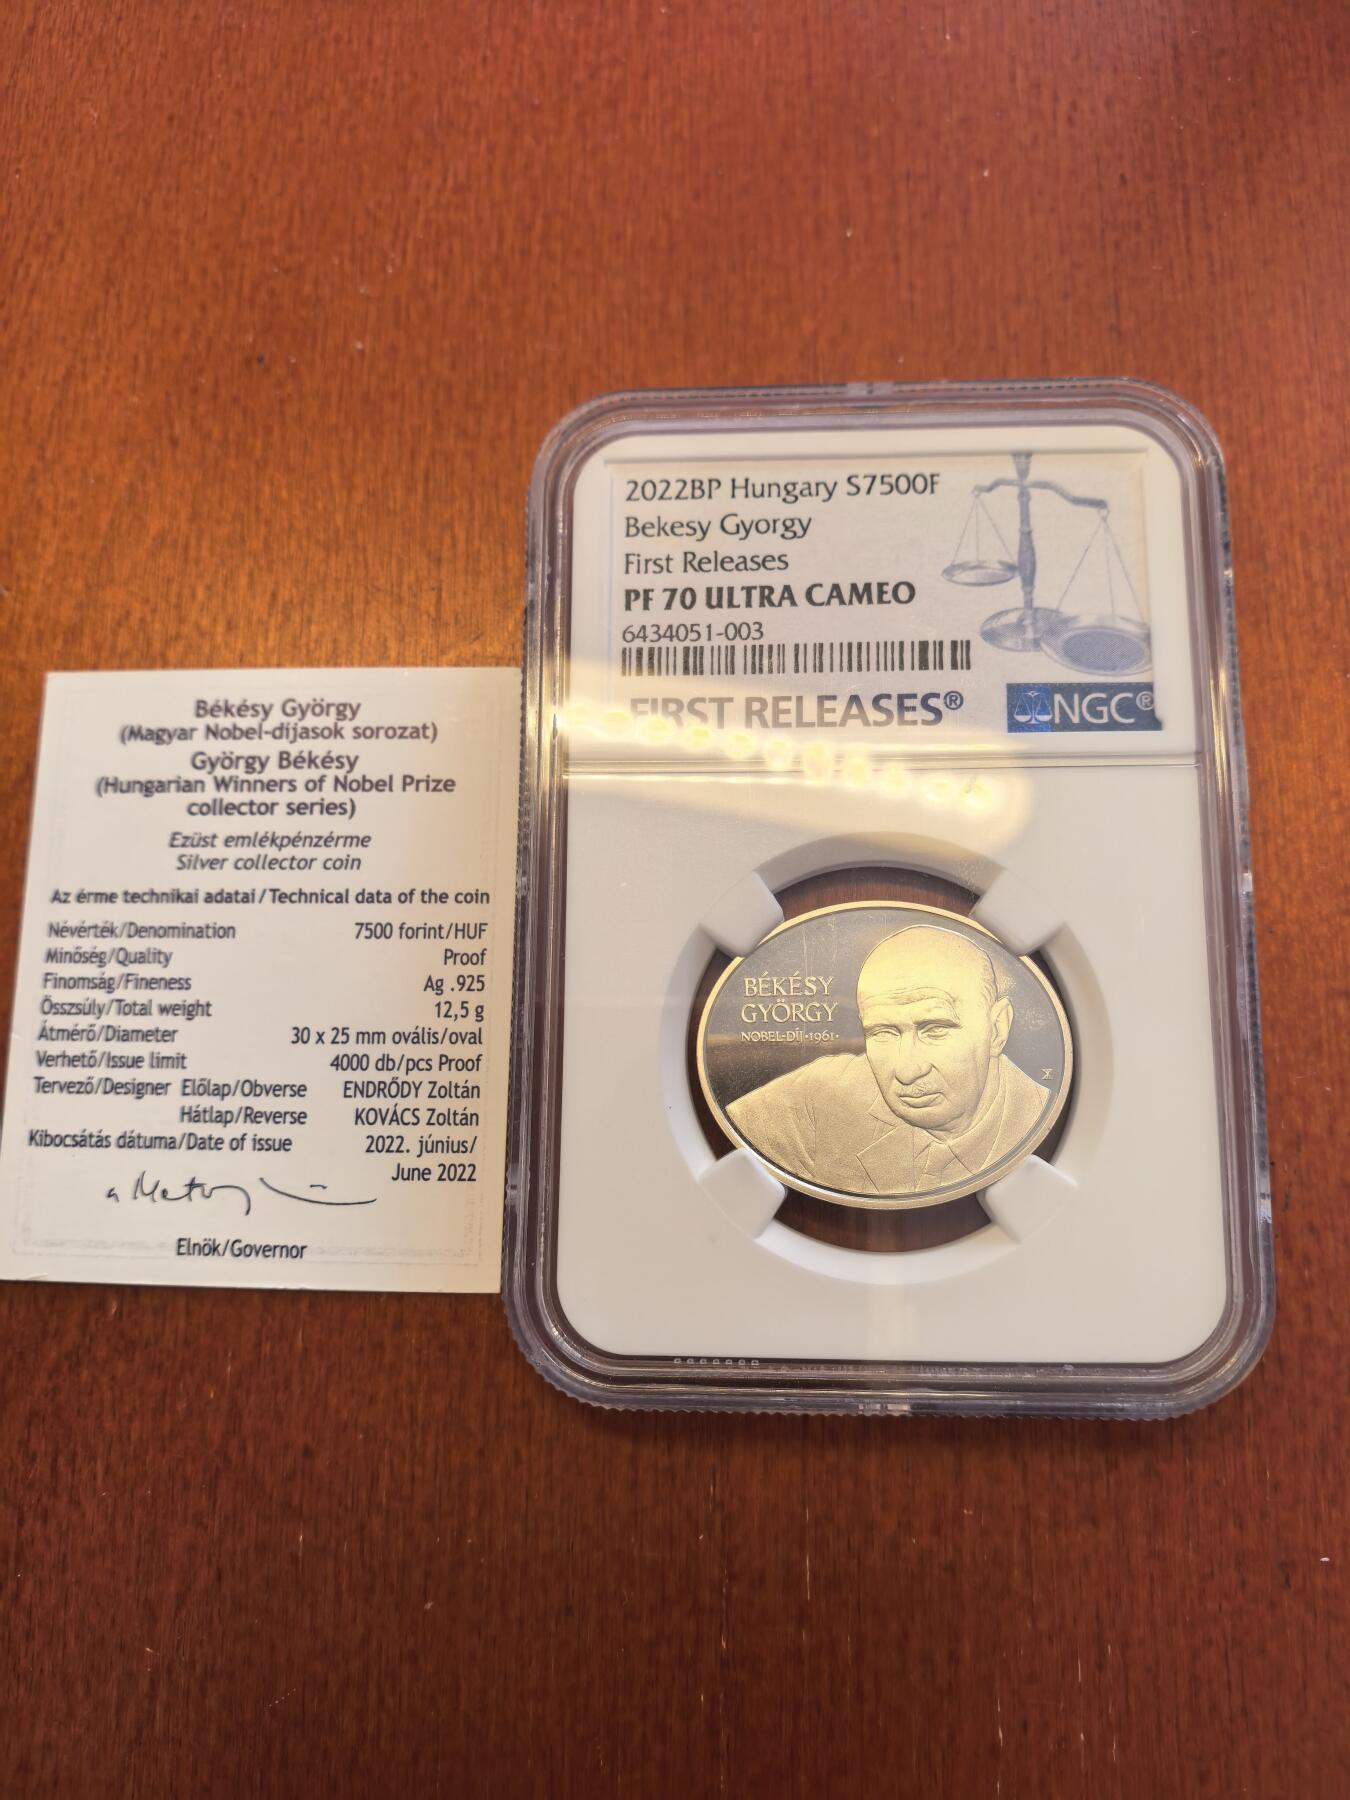 Békésy György
(Magyar Nobel-díjasok sorozat)
György Békésy
(Hungarian Winners of Nobel Prize
collector series)
Ezüst emlékpénzérme
Silver collector coin
Az érme technikai adatai/Technical data of the coin
Névérték/Denomination 7500 forint/HUF
Minőség/Quality Proof
Finomság/Fineness Ag .925
Összsúly/Total weight 12,5 g
Átmérő/Diameter 30 x 25 mm ovális/oval
Verhető/Issue limit 4000 db/pcs Proof
Tervező/Designer Előlap/Obverse ENDRŐDY Zoltán
Hátlap/Reverse KOVÁCS Zoltán
Kibocsátás dátuma/Date of issue 2022. június/
June 2022
Elnök/Governor
2022BP Hungary S7500F
Bekesy Gyorgy
First Releases
PF 70 ULTRA CAMEO
6434051-003
FIRST RELEASES®
NGC®
BÉKÉSY
GYÖRGY
NOBEL-DÍJ·1961·